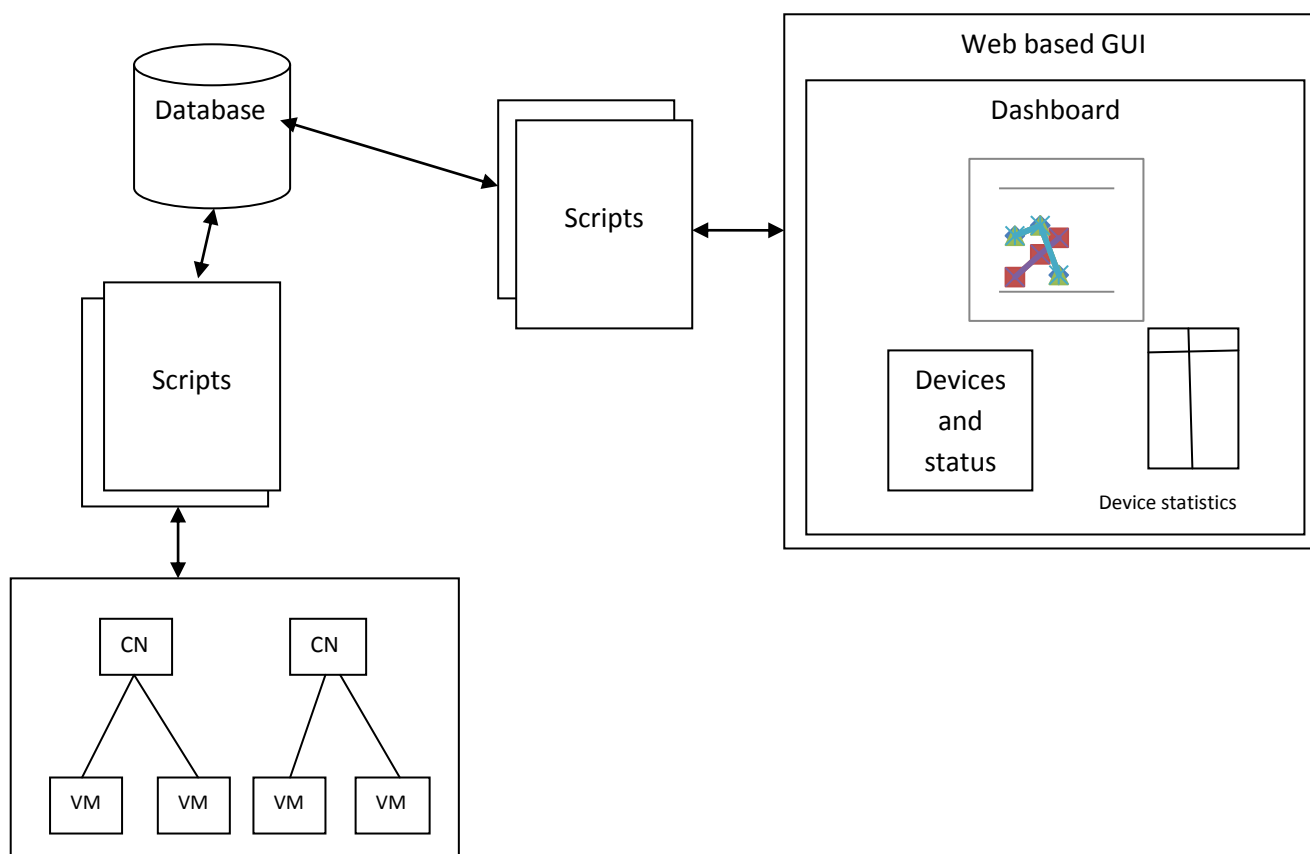 Web based GUI
Database
Dashboard
Scripts
Scripts
Devices
and
status
Device statistics
CN
CN
VM
VM
VM
VM